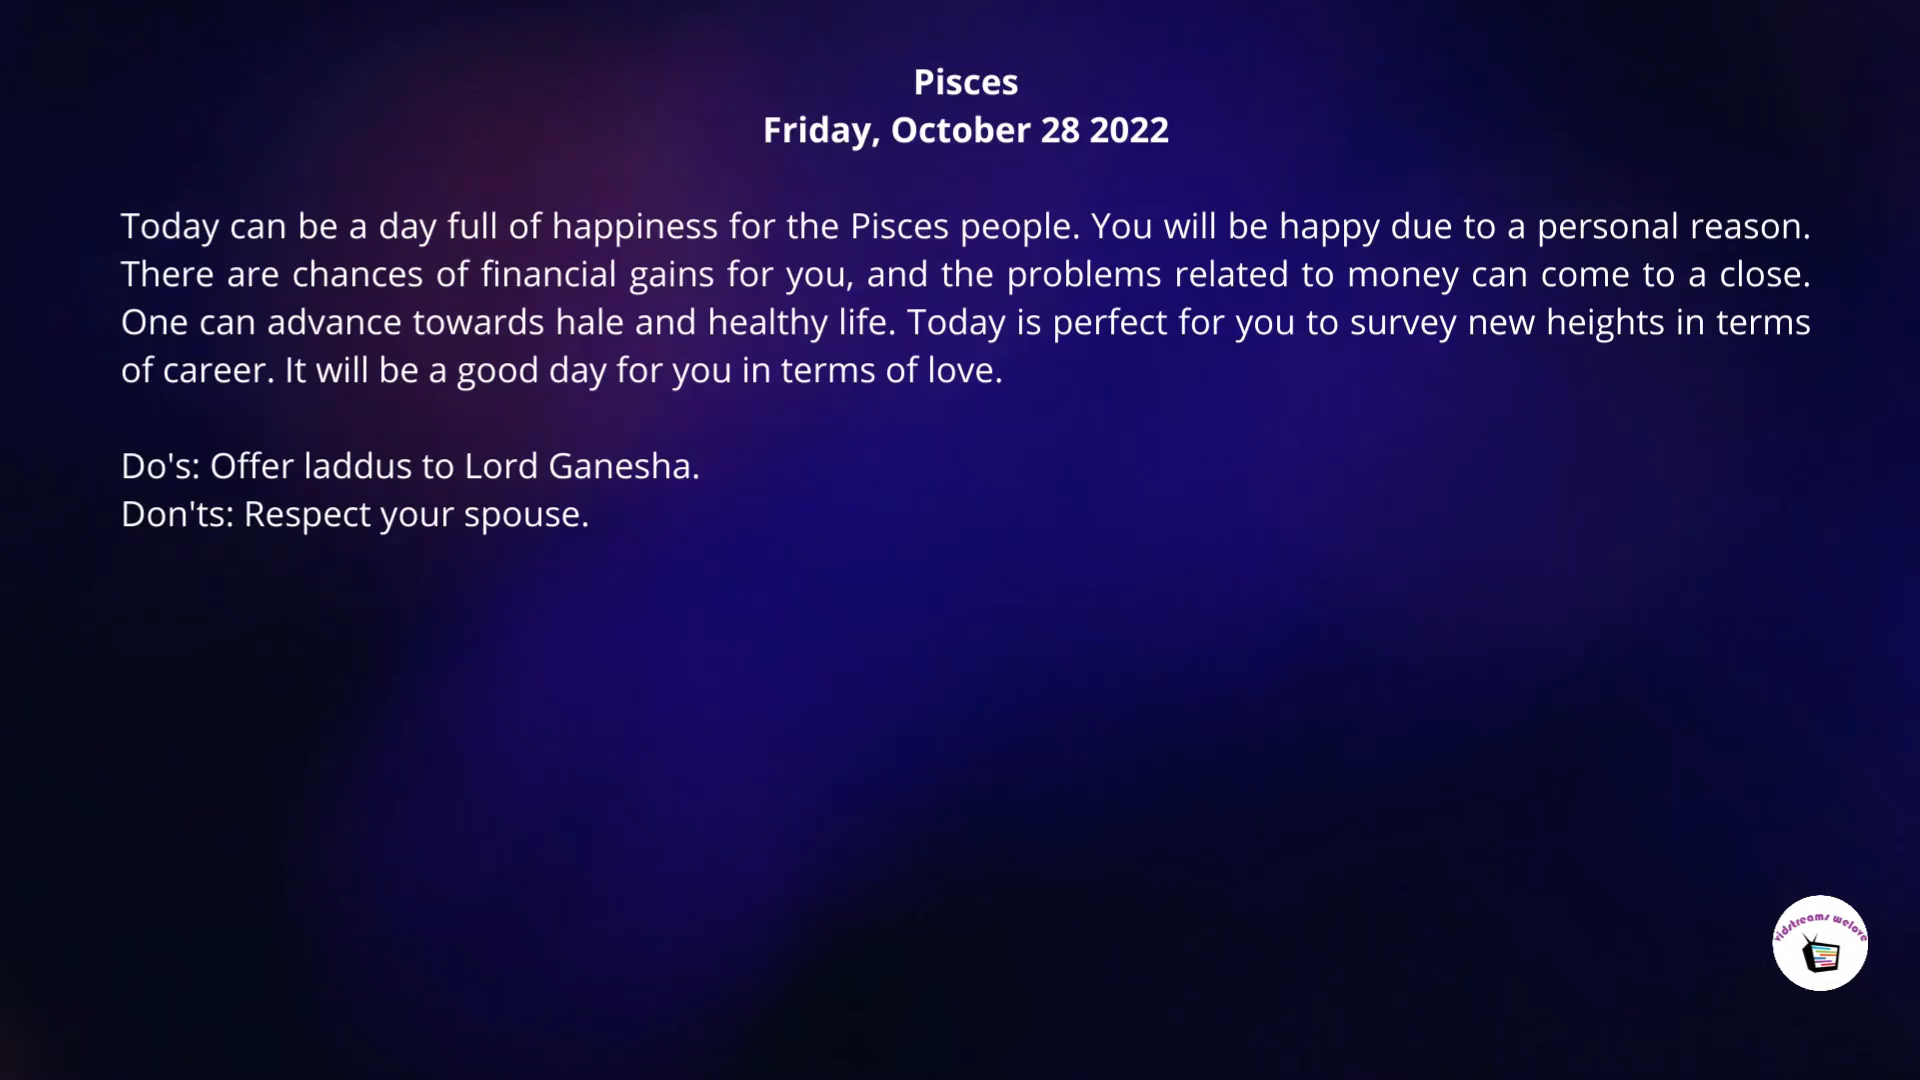 Pisces
Friday, October 28 2022
Today can be a day full of happiness for the Pisces people. You will be happy due to a personal reason.
There are chances of financial gains for you, and the problems related to money can come to a close.
One can advance towards hale and healthy life. Today is perfect for you to survey new heights in terms
of career. It will be a good day for you in terms of love.
Do's: Offer laddus to Lord Ganesha.
Don'ts: Respect your spouse.
vidstreams welove